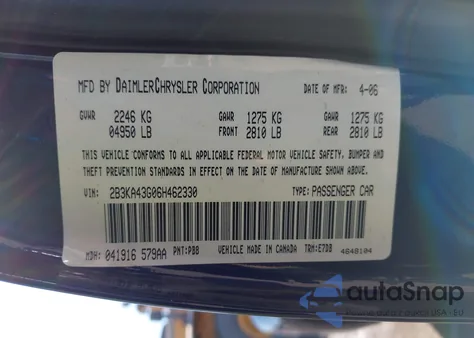 MFD BY DAIMLERCHRYSLER CORPORATION DATE OF MFR: 4-06
GVWR 2246 KG GAWR 1275 KG GAWR 1275 KG
04950 LB FRONT 2810 LB REAR 2810 LB
THIS VEHICLE CONFORMS TO ALL APPLICABLE FEDERAL MOTOR VEHICLE SAFETY, BUMPER AND
THEFT PREVENTION STANDARDS IN EFFECT ON THE DATE OF MANUFACTURE SHOWN ABOVE.
VIN: 2B3KA43G06H462330 TYPE: PASSENGER CAR
MDH: 041916 579AA PNT: PBB VEHICLE MADE IN CANADA TRM: E7DB 4648104
autoSnap